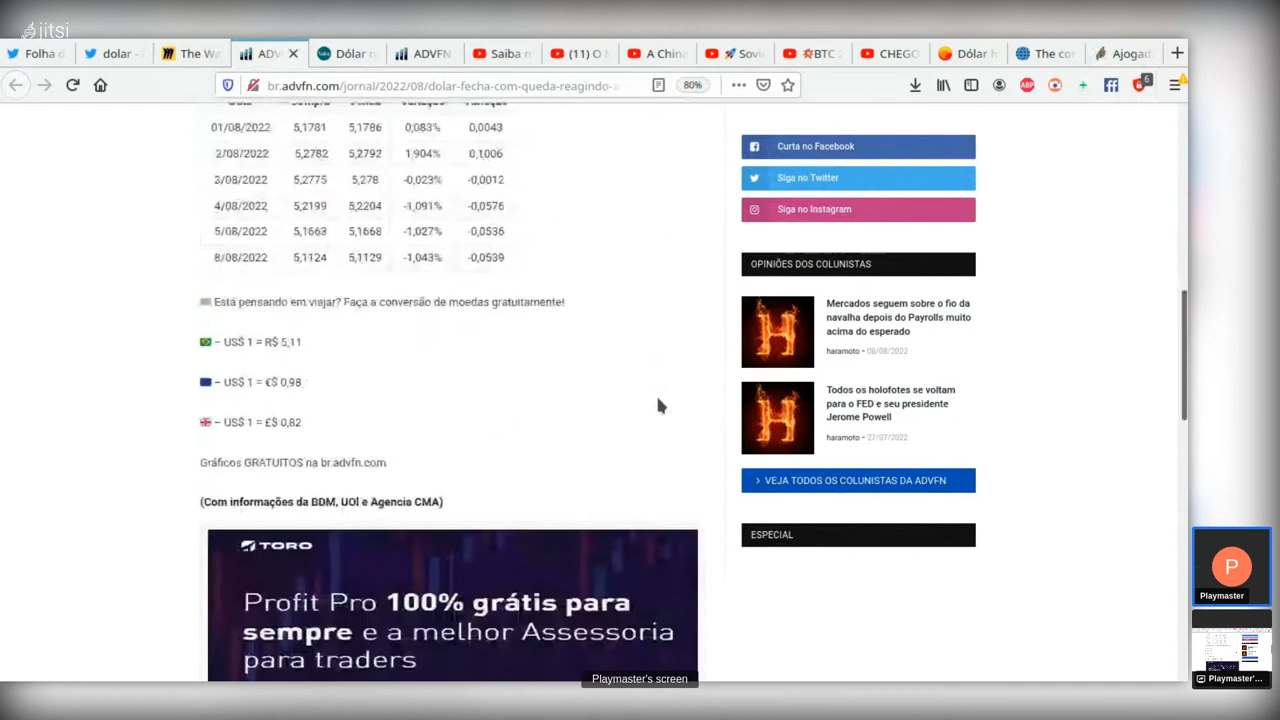 jitsi
Folha d
dolar -
The Wa
ADV
Dólar r
ADVFN
Saiba r
(11) O M
A China
Sove
BTC 2
CHEGO
Dólar h
The co
Ajogad
br.advfn.com/jornal/2022/08/dolar-fecha-com-queda-reagindo-a
80%
6
01/08/2022 5,1781 5,1786 0,083% 0,0043
2/08/2022 5,2782 5,2792 1,904% 0,1006
3/08/2022 5,2775 5,278 -0,023% -0,0012
4/08/2022 5,2199 5,2204 -1,091% -0,0576
5/08/2022 5,1663 5,1668 -1,027% -0,0536
8/08/2022 5,1124 5,1129 -1,043% -0,0539
Está pensando em viajar? Faça a conversão de moedas gratuitamente!
– US$ 1 = R$ 5,11
– US$ 1 = €$ 0,98
– US$ 1 = £$ 0,82
Gráficos GRATUITOS na br.advfn.com
(Com informações da BDM, UOl e Agencia CMA)
TORO
Profit Pro 100% grátis para
sempre e a melhor Assessoria
para traders
Curta no Facebook
Siga no Twitter
Siga no Instagram
OPINIÕES DOS COLUNISTAS
Mercados seguem sobre o fio da
navalha depois do Payrolls muito
acima do esperado
haramoto - 08/08/2022
Todos os holofotes se voltam
para o FED e seu presidente
Jerome Powell
haramoto - 27/07/2022
VEJA TODOS OS COLUNISTAS DA ADVFN
ESPECIAL
P
Playmaster
Playmaster'...
Playmaster's screen